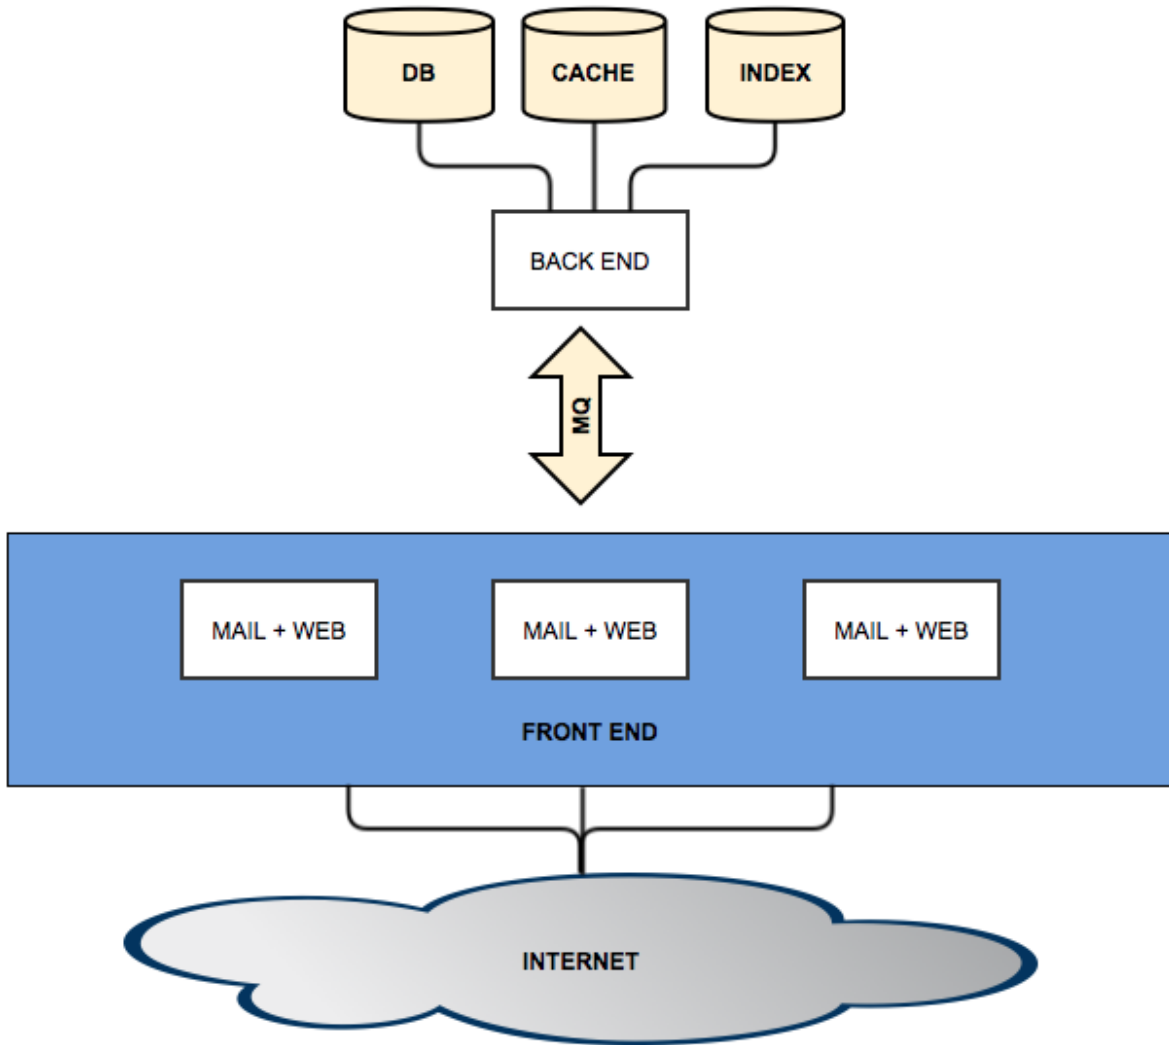 DB
CACHE
INDEX
BACK END
MQ
MAIL + WEB
MAIL + WEB
MAIL + WEB
FRONT END
INTERNET